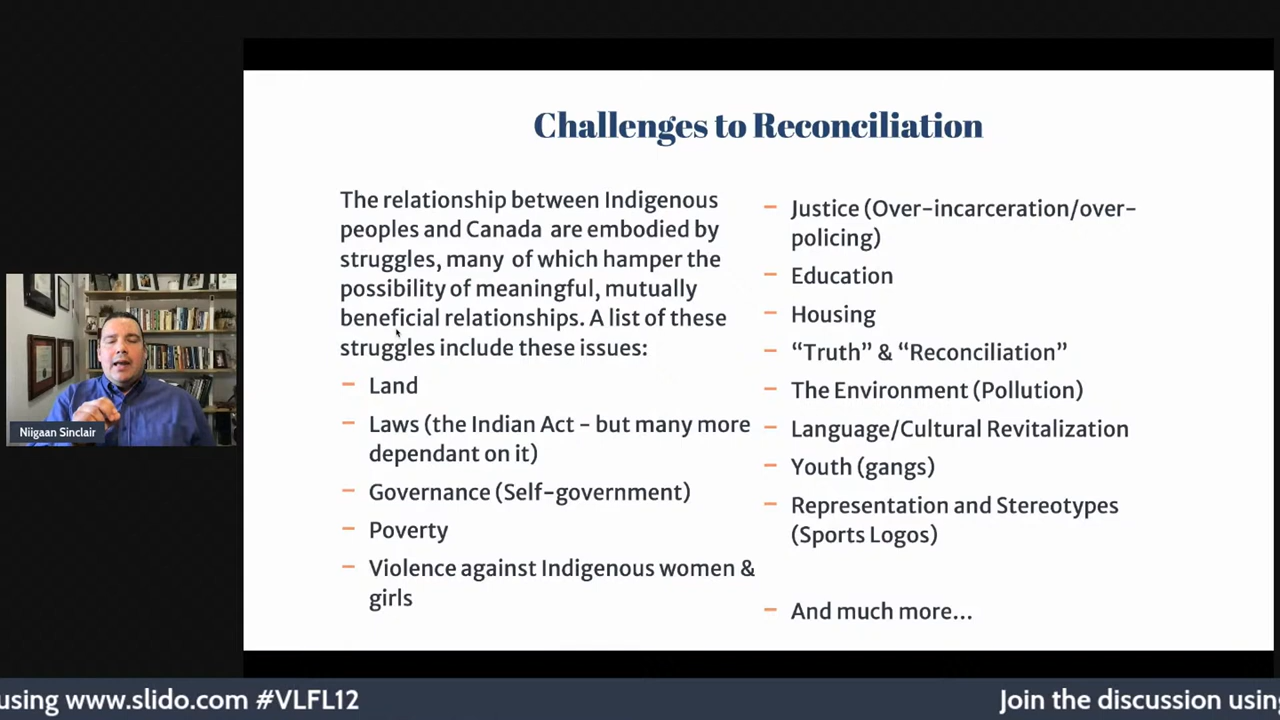 Challenges to Reconciliation
The relationship between Indigenous
peoples and Canada are embodied by
struggles, many of which hamper the
possibility of meaningful, mutually
beneficial relationships. A list of these
struggles include these issues:
– Land
– Laws (the Indian Act - but many more
dependant on it)
– Governance (Self-government)
– Poverty
– Violence against Indigenous women &
girls
– Justice (Over-incarceration/over-
policing)
– Education
– Housing
– “Truth” & “Reconciliation”
– The Environment (Pollution)
– Language/Cultural Revitalization
– Youth (gangs)
– Representation and Stereotypes
(Sports Logos)
– And much more...
Niigaan Sinclair
using www.slido.com #VLFL12
Join the discussion using